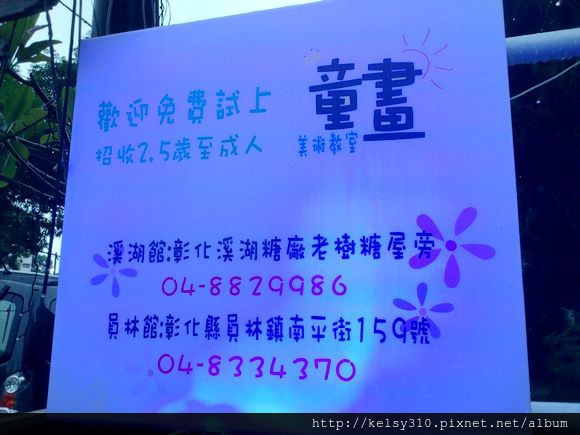 歡迎免費試上
招收2.5歲至成人
童畫
美術教室
溪湖館:彰化溪湖糖廠老樹糖屋旁
04-8829986
員林館:彰化縣員林鎮南平街159號
04-8334370
http://kelsy310.pixnet.net/album